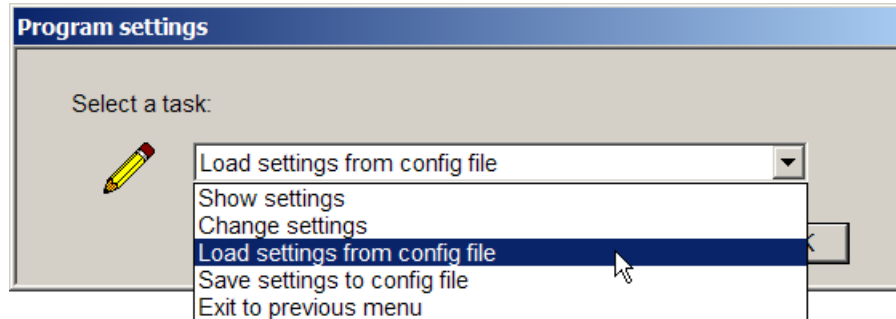 Program settings
Select a task:
Load settings from config file
Show settings
Change settings
Load settings from config file
Save settings to config file
Exit to previous menu